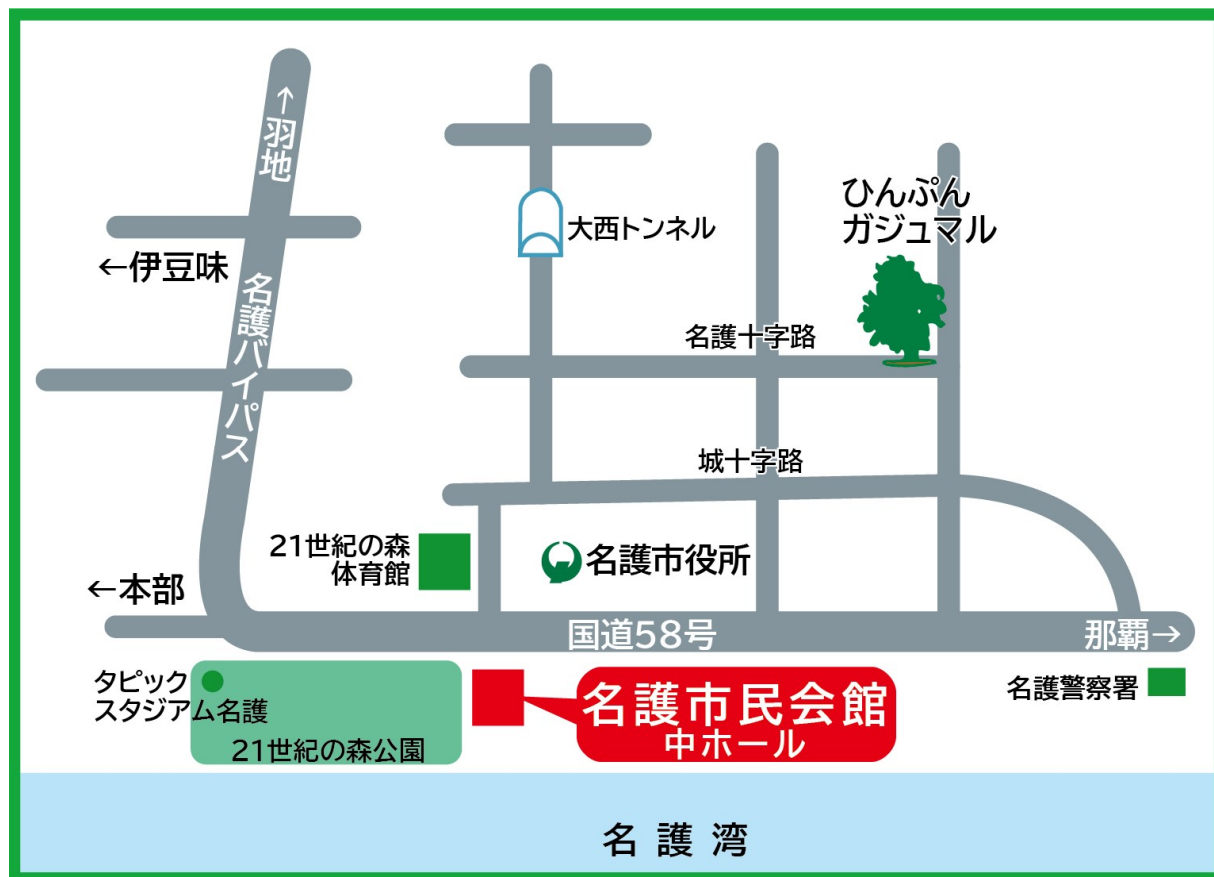 ↑羽地
大西トンネル
ひんぷん
ガジュマル
←伊豆味
名護バイパス
名護十字路
城十字路
21世紀の森
体育館
名護市役所
←本部
国道58号
那覇→
タピック
スタジアム名護
21世紀の森公園
名護市民会館
中ホール
名護警察署
名護湾